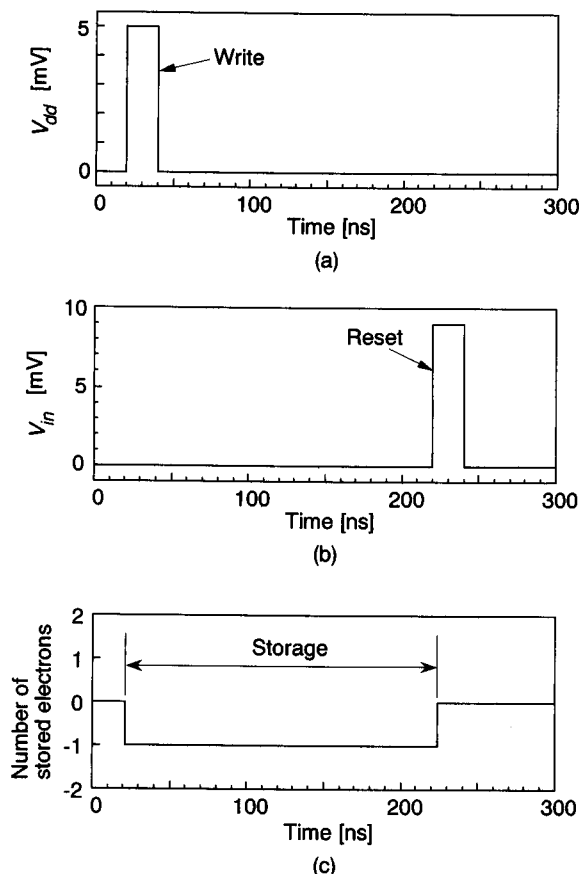 5
V_dd [mV]
Write
0
0 100 200 300
Time [ns]
(a)
10
V_in [mV]
Reset
5
0
0 100 200 300
Time [ns]
(b)
2
Number of
stored electrons
1
Storage
0
-1
-2
0 100 200 300
Time [ns]
(c)